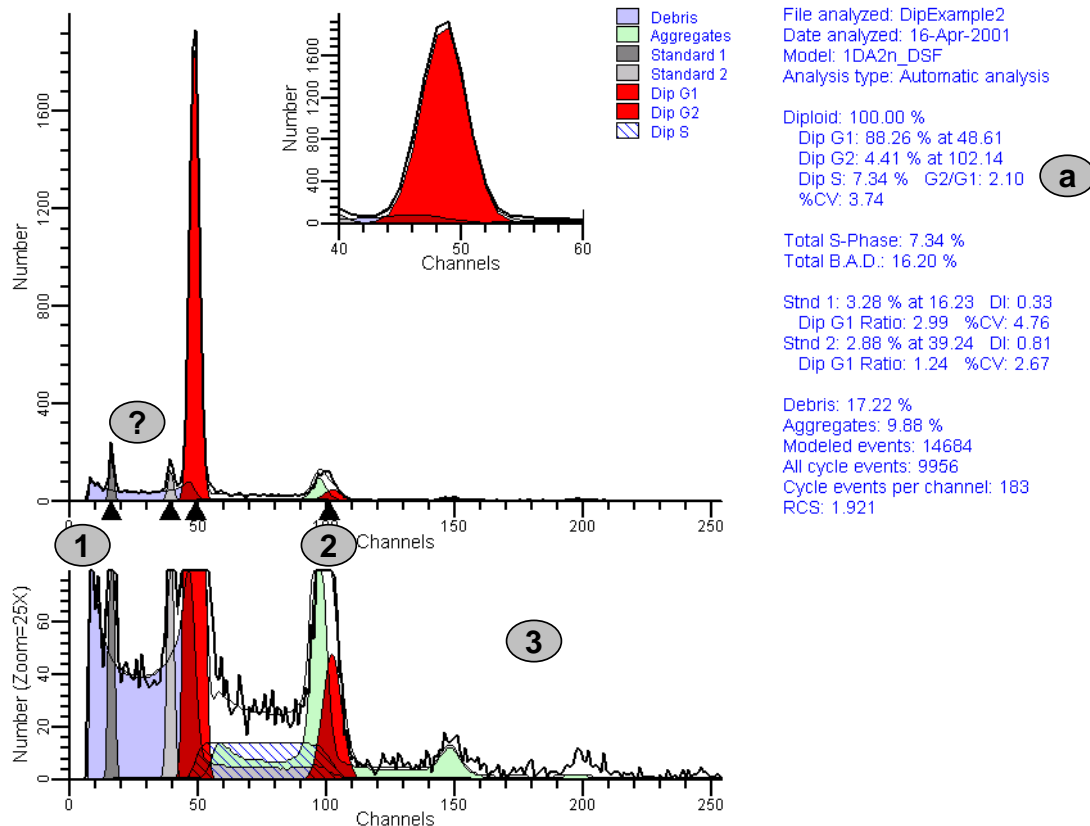 Debris
Aggregates
Standard 1
Standard 2
Dip G1
Dip G2
Dip S
File analyzed: DipExample2
Date analyzed: 16-Apr-2001
Model: 1DA2n_DSF
Analysis type: Automatic analysis
Diploid: 100.00 %
Dip G1: 88.26 % at 48.61
Dip G2: 4.41 % at 102.14
Dip S: 7.34 % G2/G1: 2.10
%CV: 3.74
a
Total S-Phase: 7.34 %
Total B.A.D.: 16.20 %
Stnd 1: 3.28 % at 16.23 DI: 0.33
Dip G1 Ratio: 2.99 %CV: 4.76
Stnd 2: 2.88 % at 39.24 DI: 0.81
Dip G1 Ratio: 1.24 %CV: 2.67
Debris: 17.22 %
Aggregates: 9.88 %
Modeled events: 14684
All cycle events: 9956
Cycle events per channel: 183
RCS: 1.921
Number
0 400 800 1200 1600
40 50 60
Channels
Number
0 400 800 1200 1600
?
0 50 100 150 200 250
Channels
1
2
3
Number (Zoom=25X)
0 20 40 60
0 50 100 150 200 250
Channels